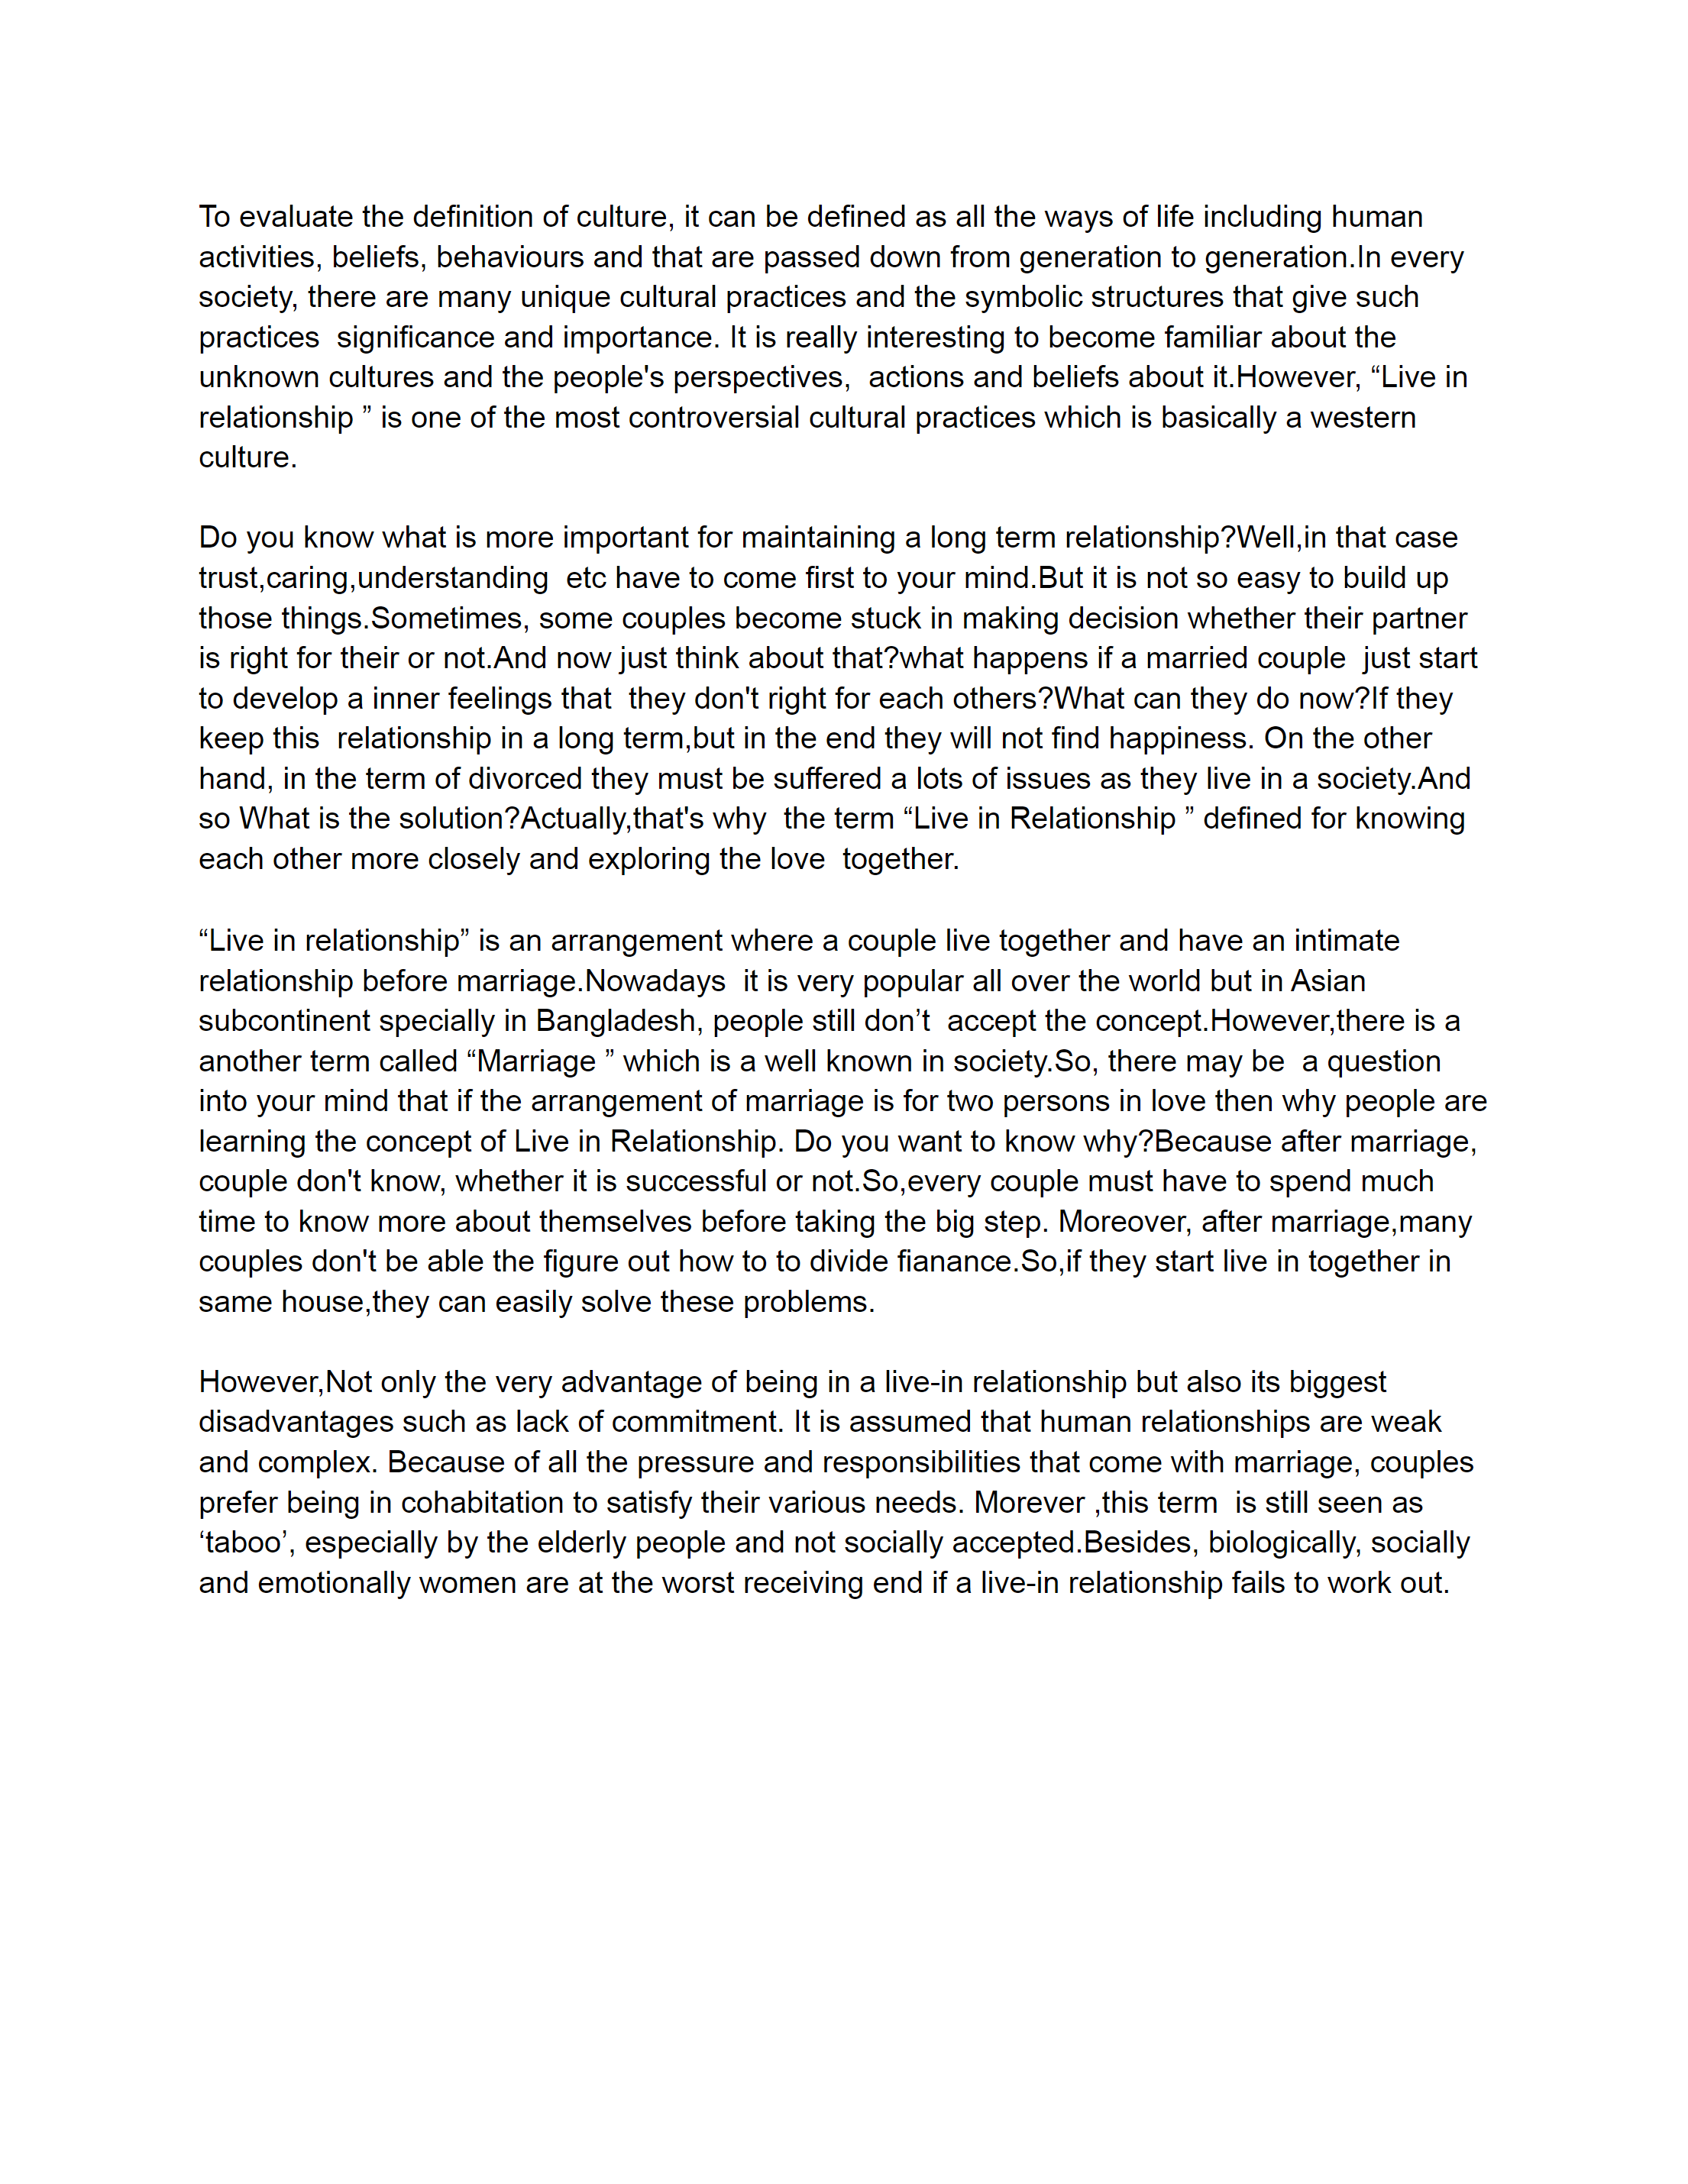 To evaluate the definition of culture, it can be defined as all the ways of life including human
activities, beliefs, behaviours and that are passed down from generation to generation.In every
society, there are many unique cultural practices and the symbolic structures that give such
practices  significance and importance. It is really interesting to become familiar about the
unknown cultures and the people's perspectives,  actions and beliefs about it.However, “Live in
relationship ” is one of the most controversial cultural practices which is basically a western
culture.
Do you know what is more important for maintaining a long term relationship?Well,in that case
trust,caring,understanding  etc have to come first to your mind.But it is not so easy to build up
those things.Sometimes, some couples become stuck in making decision whether their partner
is right for their or not.And now just think about that?what happens if a married couple  just start
to develop a inner feelings that  they don't right for each others?What can they do now?If they
keep this  relationship in a long term,but in the end they will not find happiness. On the other
hand, in the term of divorced they must be suffered a lots of issues as they live in a society.And
so What is the solution?Actually,that's why  the term “Live in Relationship ” defined for knowing
each other more closely and exploring the love  together.
“Live in relationship” is an arrangement where a couple live together and have an intimate
relationship before marriage.Nowadays  it is very popular all over the world but in Asian
subcontinent specially in Bangladesh, people still don’t  accept the concept.However,there is a
another term called “Marriage ” which is a well known in society.So, there may be  a question
into your mind that if the arrangement of marriage is for two persons in love then why people are
learning the concept of Live in Relationship. Do you want to know why?Because after marriage,
couple don't know, whether it is successful or not.So,every couple must have to spend much
time to know more about themselves before taking the big step. Moreover, after marriage,many
couples don't be able the figure out how to to divide fianance.So,if they start live in together in
same house,they can easily solve these problems.
However,Not only the very advantage of being in a live-in relationship but also its biggest
disadvantages such as lack of commitment. It is assumed that human relationships are weak
and complex. Because of all the pressure and responsibilities that come with marriage, couples
prefer being in cohabitation to satisfy their various needs. Morever ,this term  is still seen as
‘taboo’, especially by the elderly people and not socially accepted.Besides, biologically, socially
and emotionally women are at the worst receiving end if a live-in relationship fails to work out.